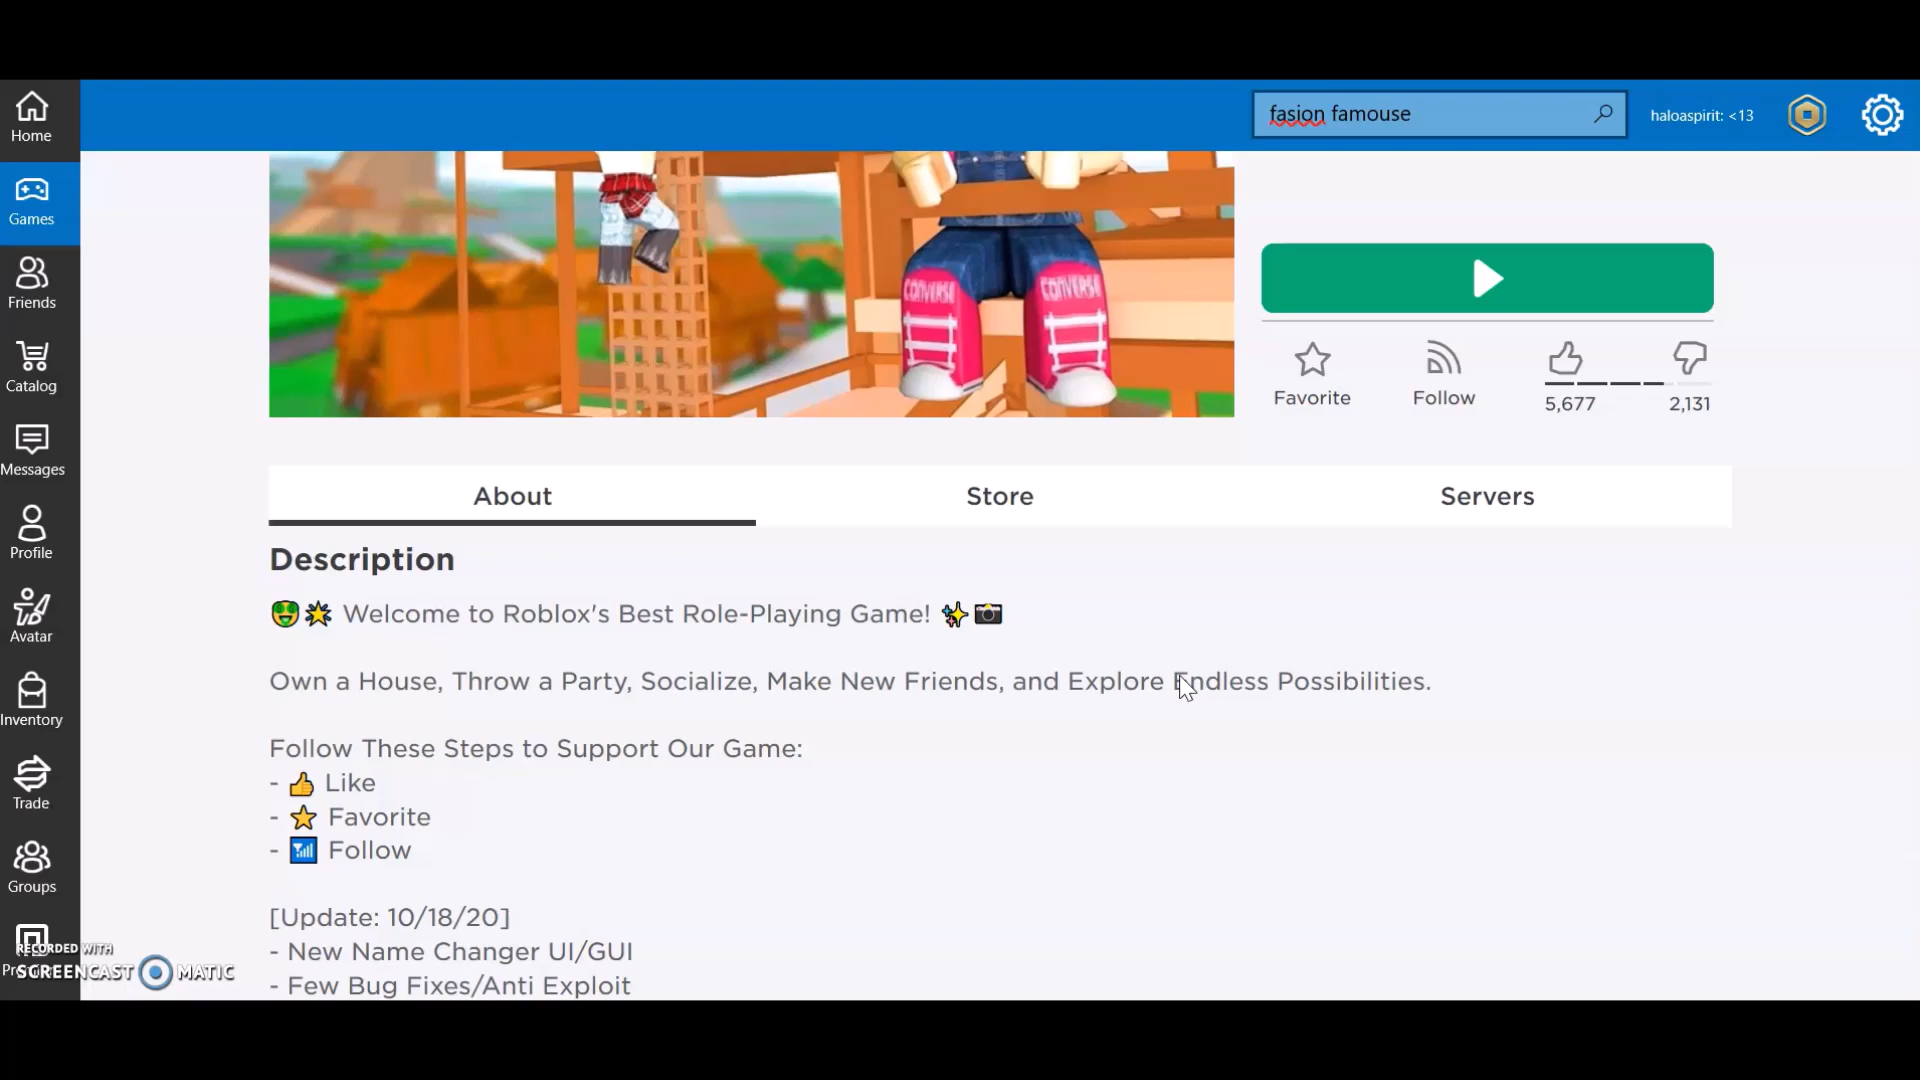 Home
fasion famouse
haloaspirit: <13
Games
Friends
Catalog
Messages
Profile
Avatar
Inventory
Trade
Groups
CONVERSE CONVERSE
Favorite
Follow
5,677
2,131
About
Store
Servers
Description
🤑🌟 Welcome to Roblox's Best Role-Playing Game! ✨📷
Own a House, Throw a Party, Socialize, Make New Friends, and Explore Endless Possibilities.
Follow These Steps to Support Our Game:
- 👍 Like
- ⭐ Favorite
- 📶 Follow
[Update: 10/18/20]
- New Name Changer UI/GUI
- Few Bug Fixes/Anti Exploit
RECORDED WITH
SCREENCAST MATIC